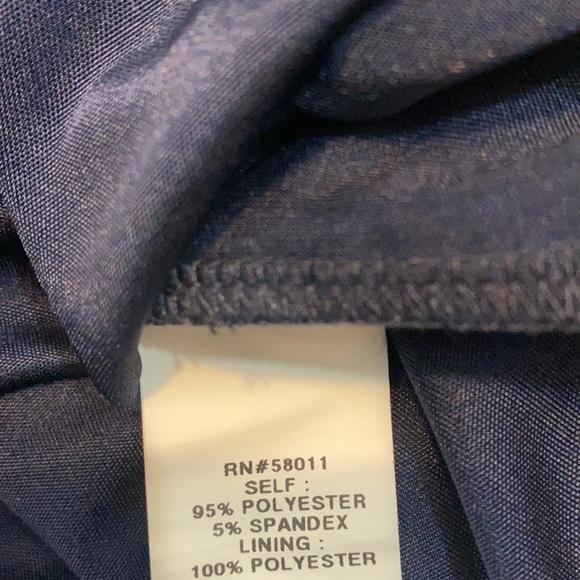 RN#58011
SELF :
95% POLYESTER
5% SPANDEX
LINING :
100% POLYESTER